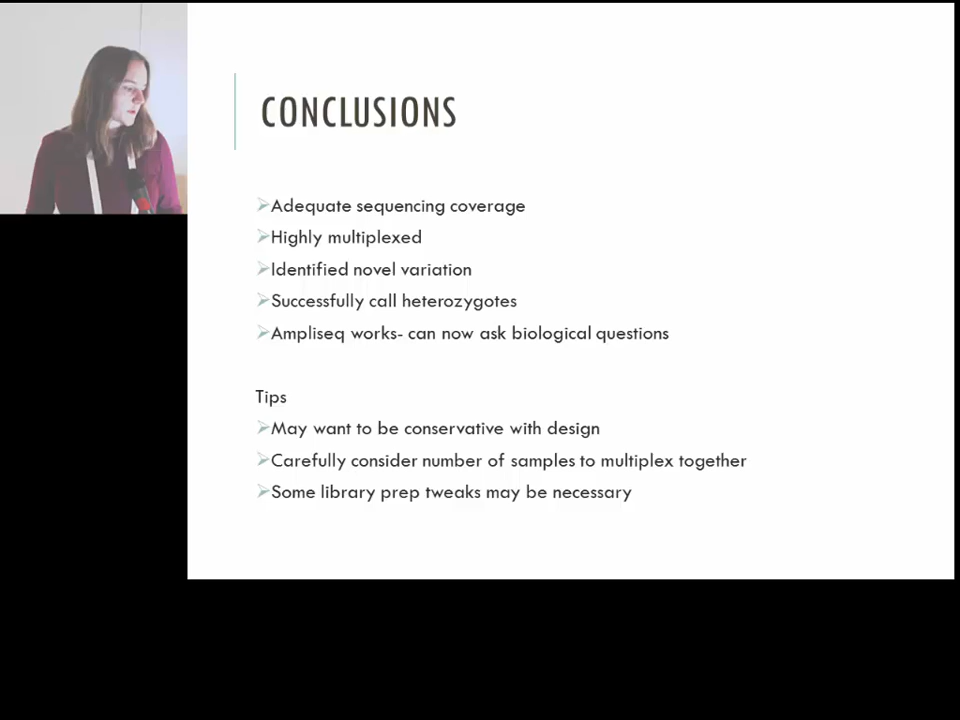 CONCLUSIONS
Adequate sequencing coverage
Highly multiplexed
Identified novel variation
Successfully call heterozygotes
Ampliseq works- can now ask biological questions
Tips
May want to be conservative with design
Carefully consider number of samples to multiplex together
Some library prep tweaks may be necessary